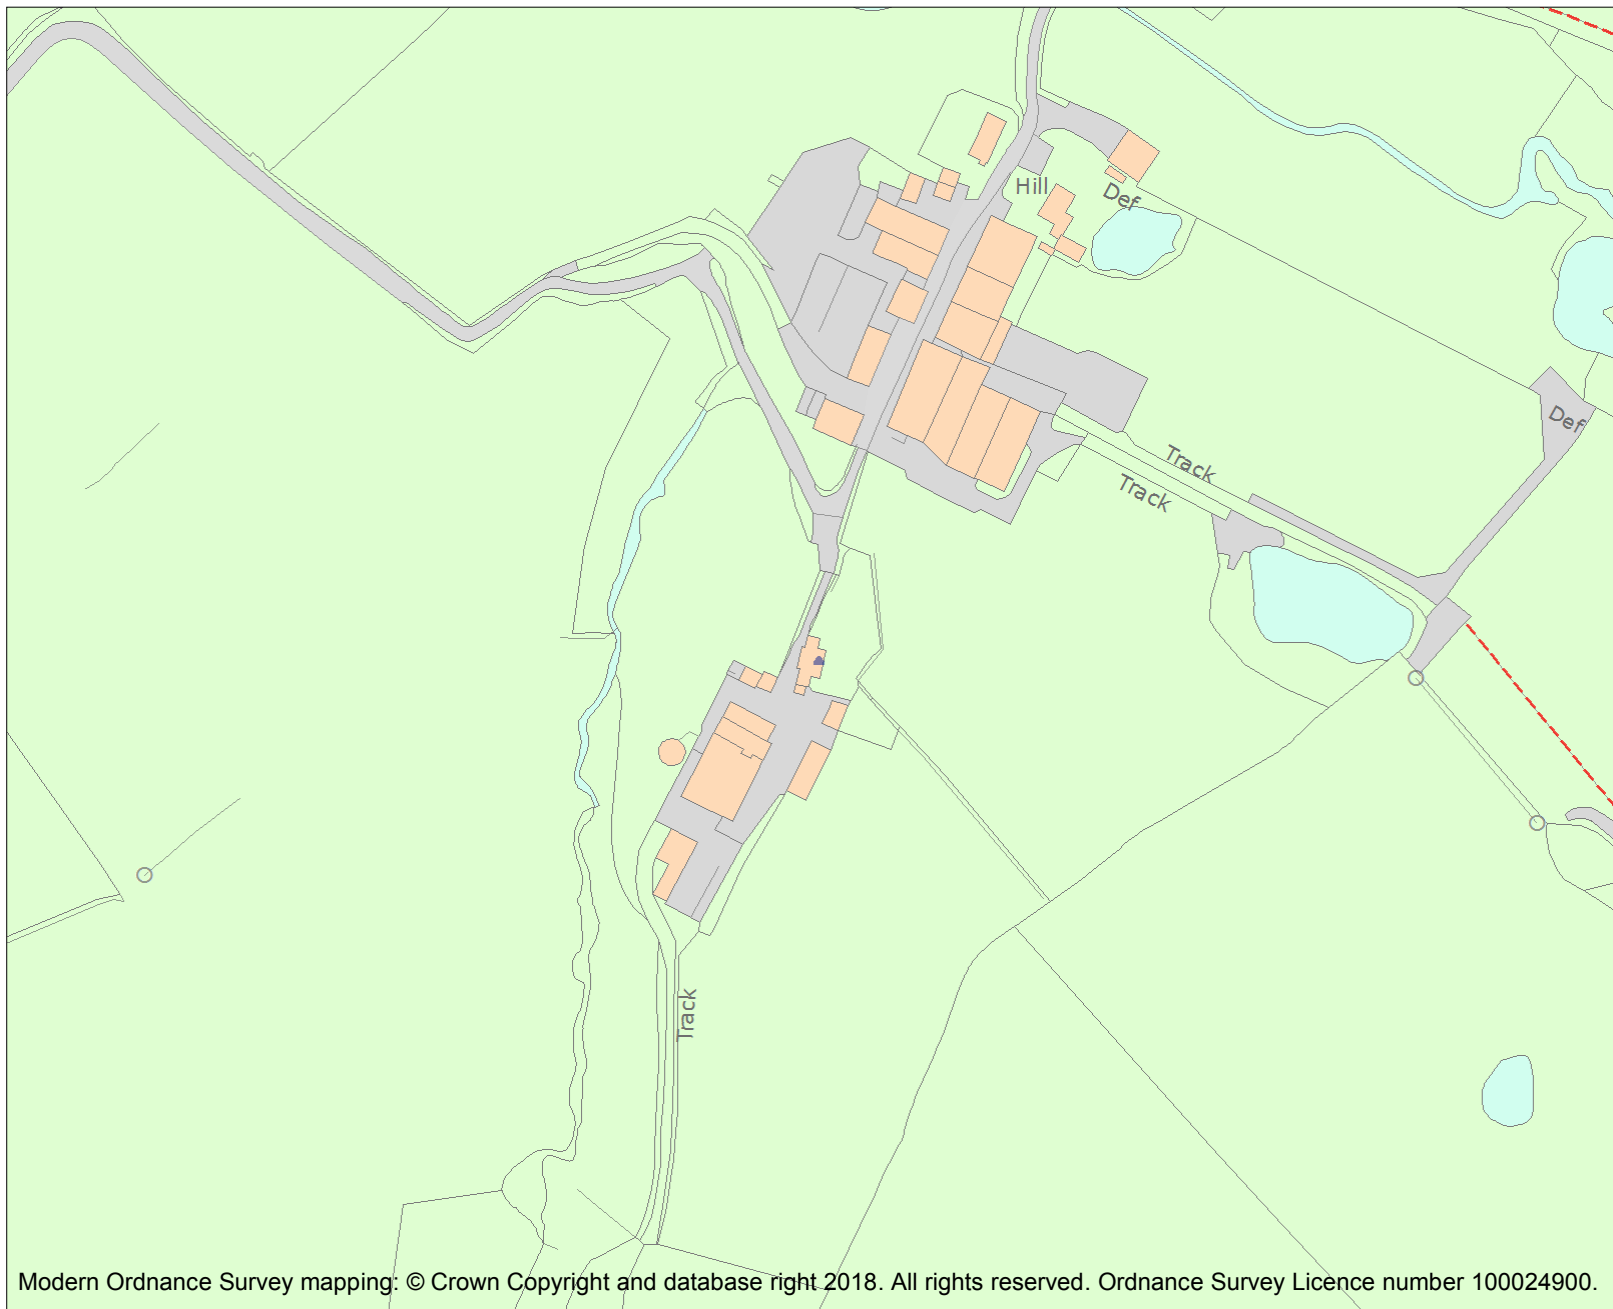 Hill
Def
Def
Track
Track
Track
Modern Ordnance Survey mapping: © Crown Copyright and database right 2018. All rights reserved. Ordnance Survey Licence number 100024900.